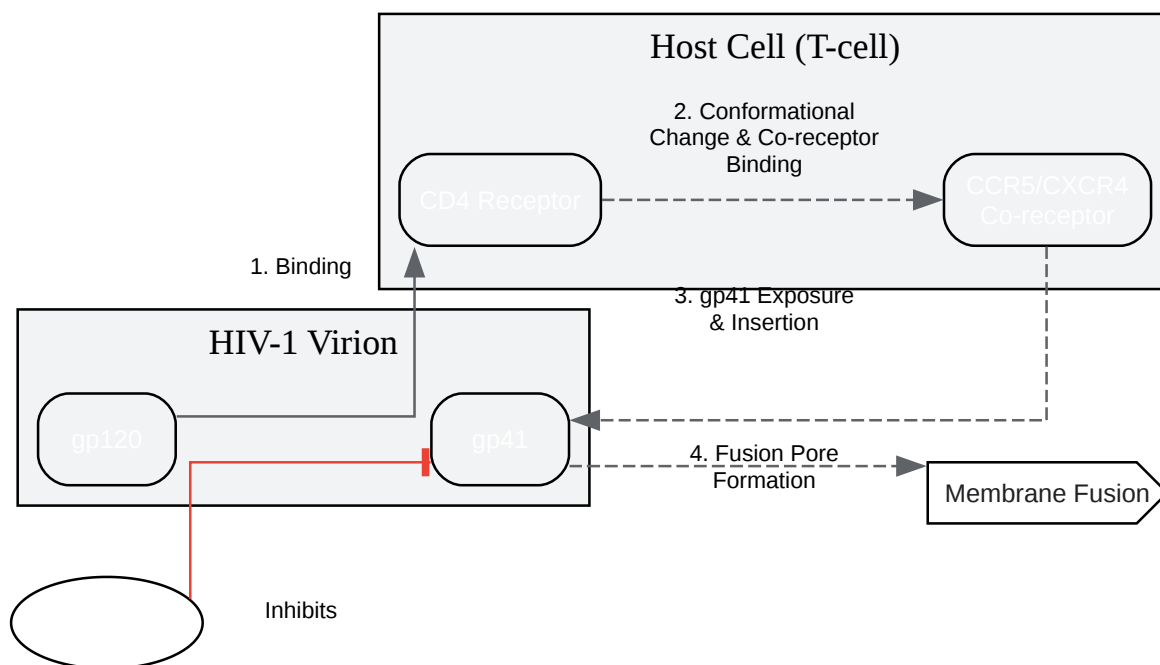 Host Cell (T-cell)
2. Conformational
Change & Co-receptor
Binding
CD4 Receptor
CCR5/CXCR4
Co-receptor
1. Binding
3. gp41 Exposure
& Insertion
HIV-1 Virion
gp120
gp41
4. Fusion Pore
Formation
Membrane Fusion
Inhibits